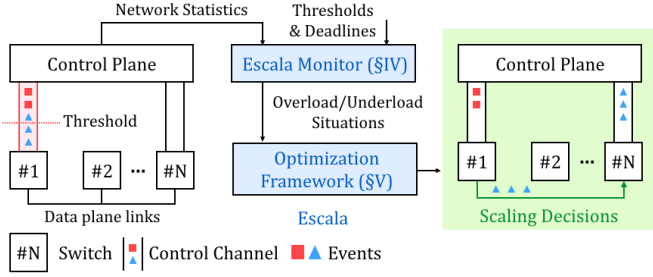 Network Statistics
Thresholds
& Deadlines
Control Plane
Escala Monitor (§IV)
Control Plane
Threshold
Overload/Underload
Situations
#1
#2
...
#N
Optimization
Framework (§V)
#1
#2
...
#N
Data plane links
Escala
Scaling Decisions
#N
Switch
Control Channel
Events